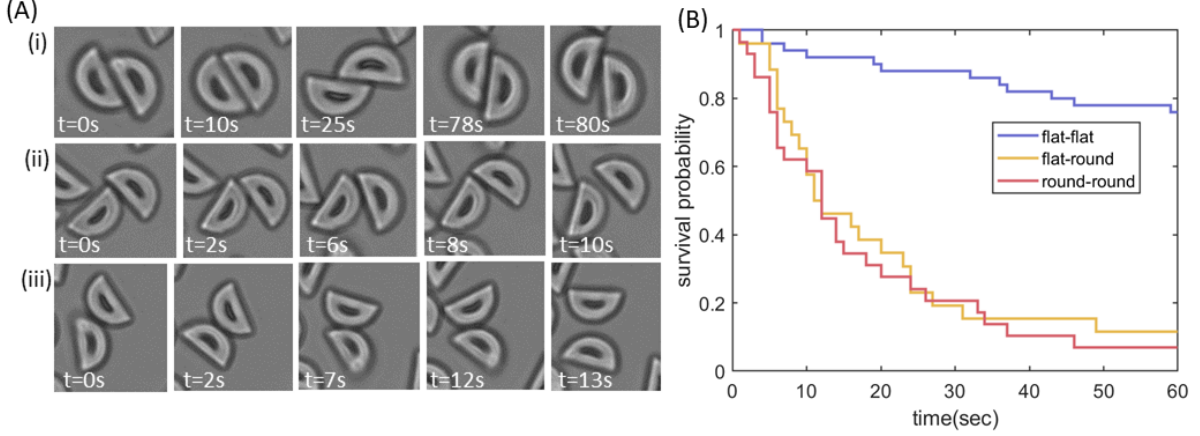 (A)
(i)
t=0s t=10s t=25s t=78s t=80s
(ii)
t=0s t=2s t=6s t=8s t=10s
(iii)
t=0s t=2s t=7s t=12s t=13s
(B)
survival probability
1
0.8
0.6
0.4
0.2
0
flat-flat
flat-round
round-round
0 10 20 30 40 50 60
time(sec)